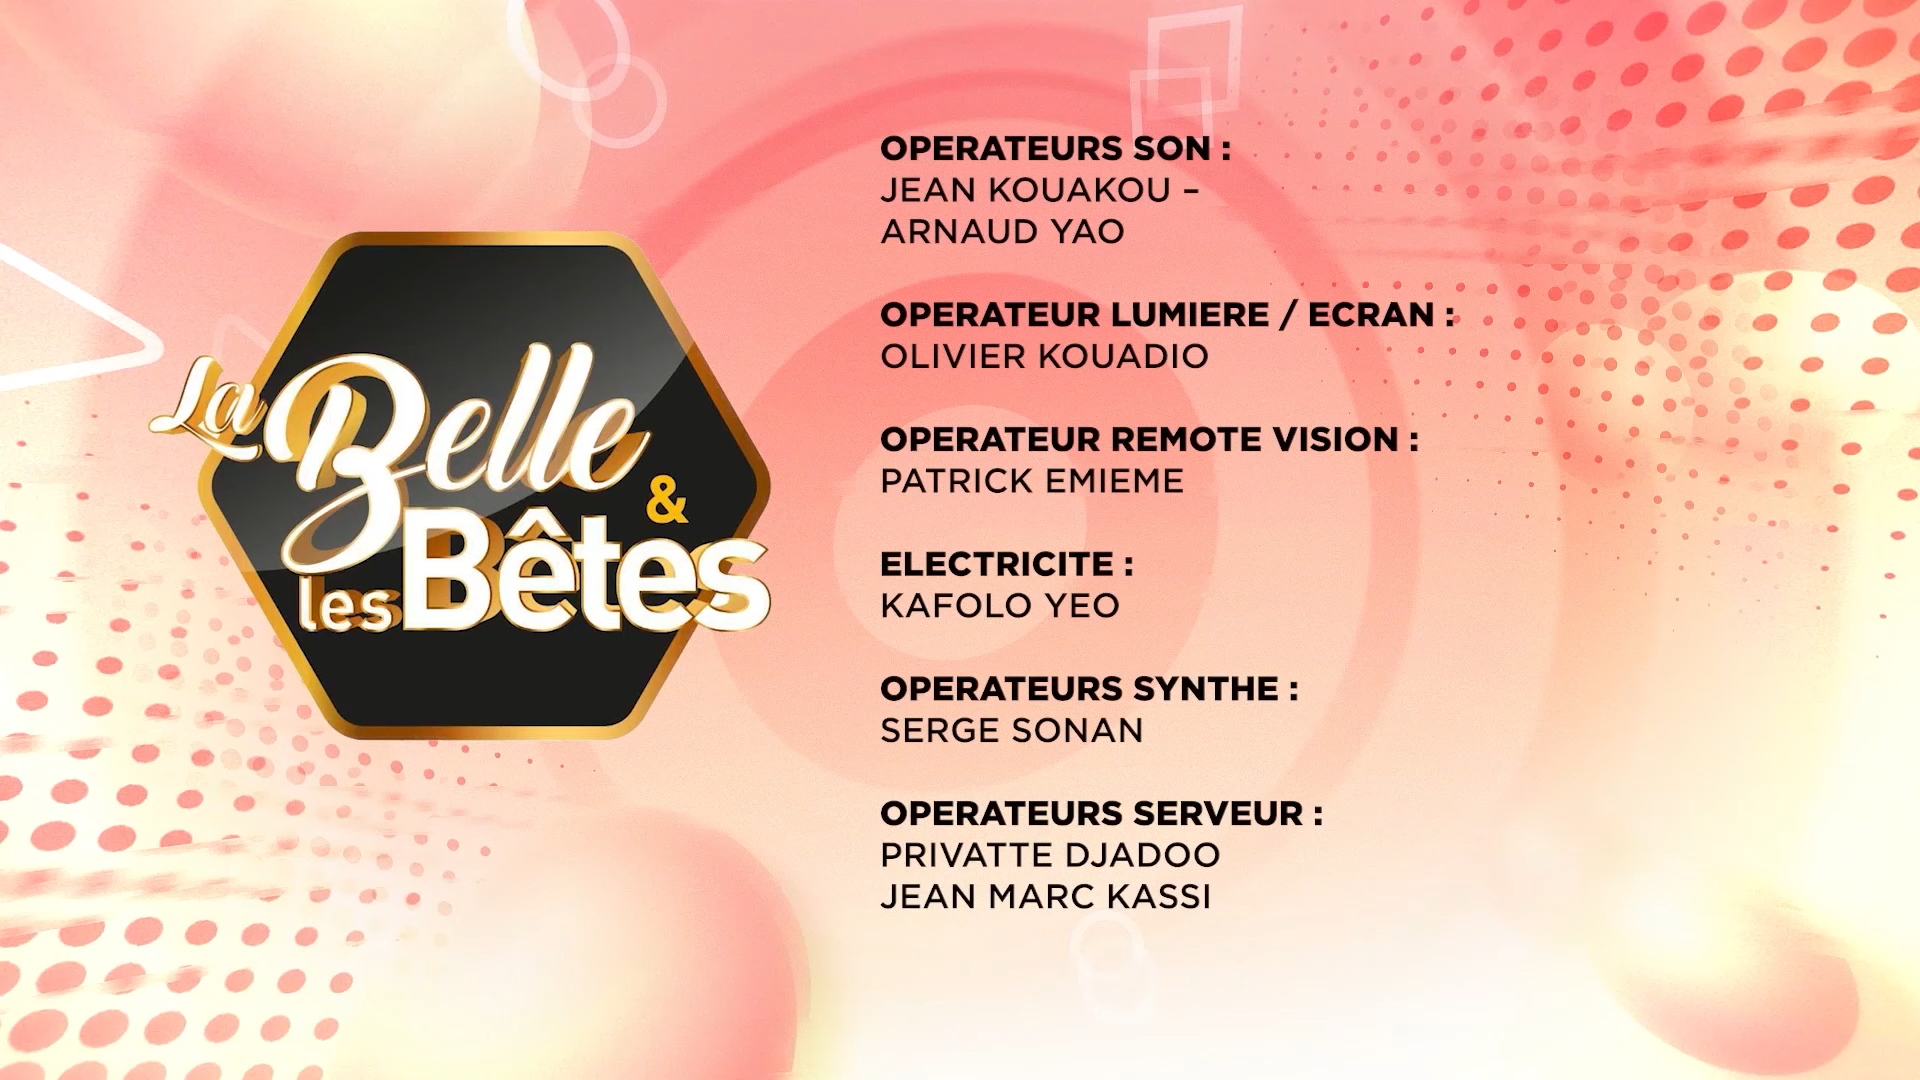 La Belle
&
les Bêtes
OPERATEURS SON :
JEAN KOUAKOU –
ARNAUD YAO
OPERATEUR LUMIERE / ECRAN :
OLIVIER KOUADIO
OPERATEUR REMOTE VISION :
PATRICK EMIEME
ELECTRICITE :
KAFOLO YEO
OPERATEURS SYNTHE :
SERGE SONAN
OPERATEURS SERVEUR :
PRIVATTE DJADOO
JEAN MARC KASSI